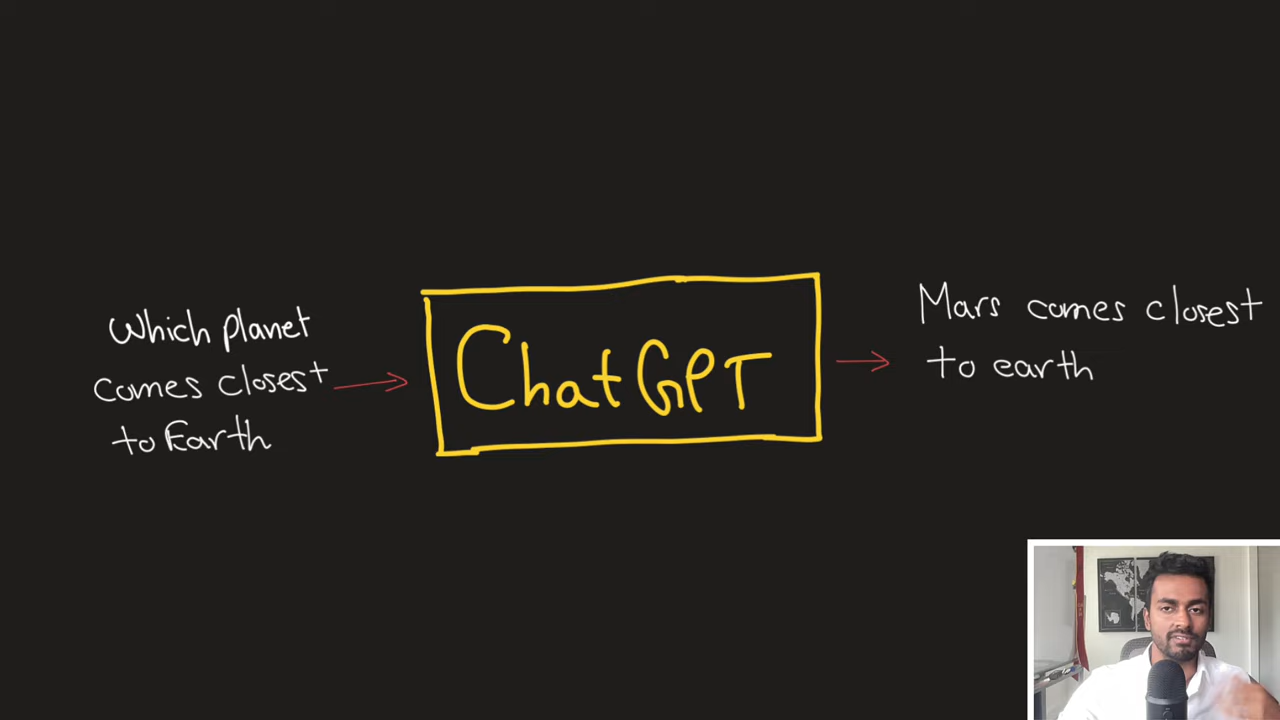 Which planet
comes closest
to Earth
ChatGPT
Mars comes closest
to earth